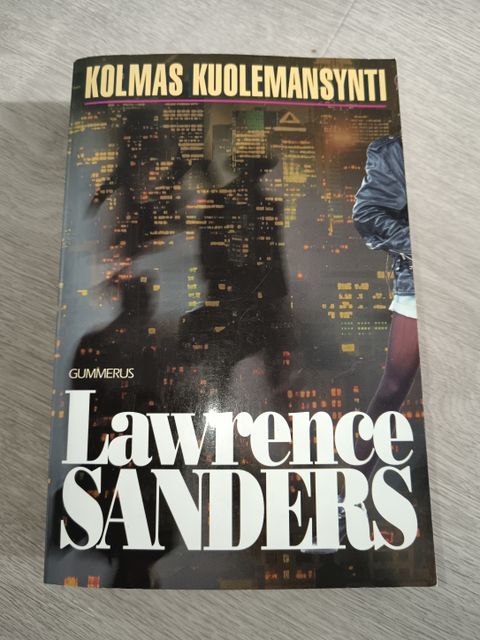 KOLMAS KUOLEMANSYNTI
GUMMERUS
Lawrence
SANDERS